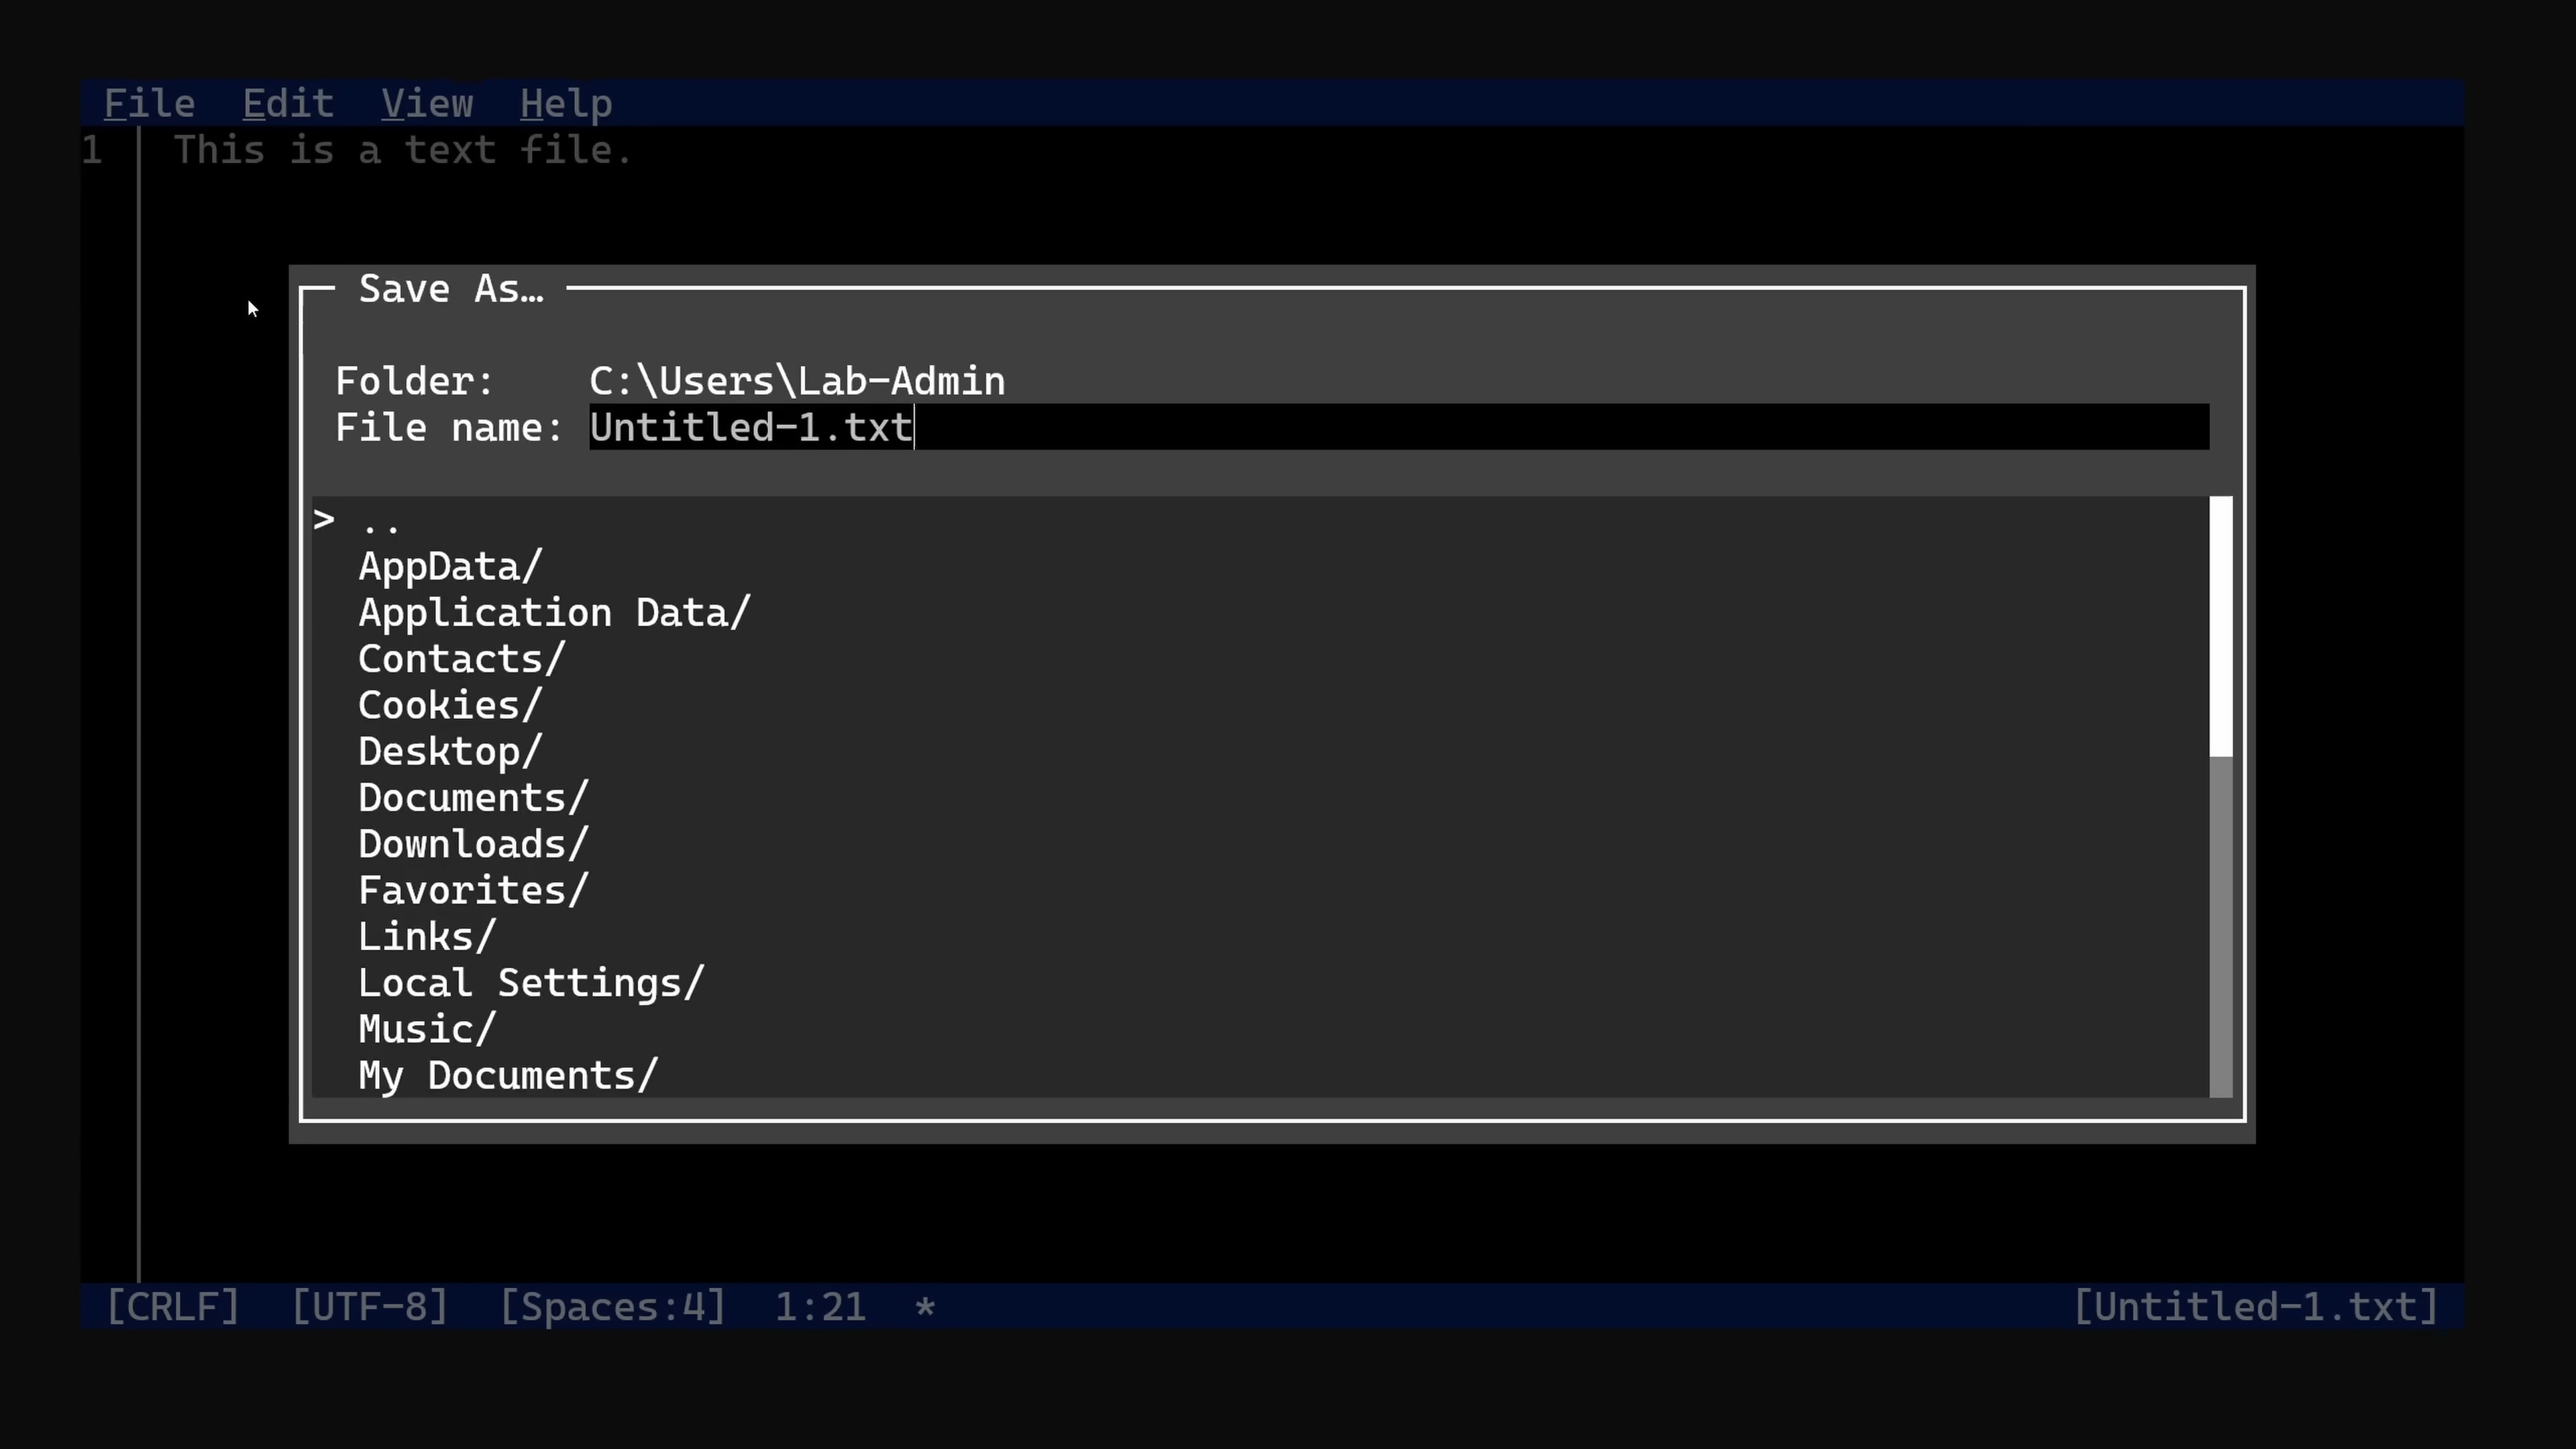 File Edit View Help
1 This is a text file.
Save As…
Folder: C:\Users\Lab-Admin
File name: Untitled-1.txt
> ..
AppData/
Application Data/
Contacts/
Cookies/
Desktop/
Documents/
Downloads/
Favorites/
Links/
Local Settings/
Music/
My Documents/
[CRLF] [UTF-8] [Spaces:4] 1:21 * [Untitled-1.txt]